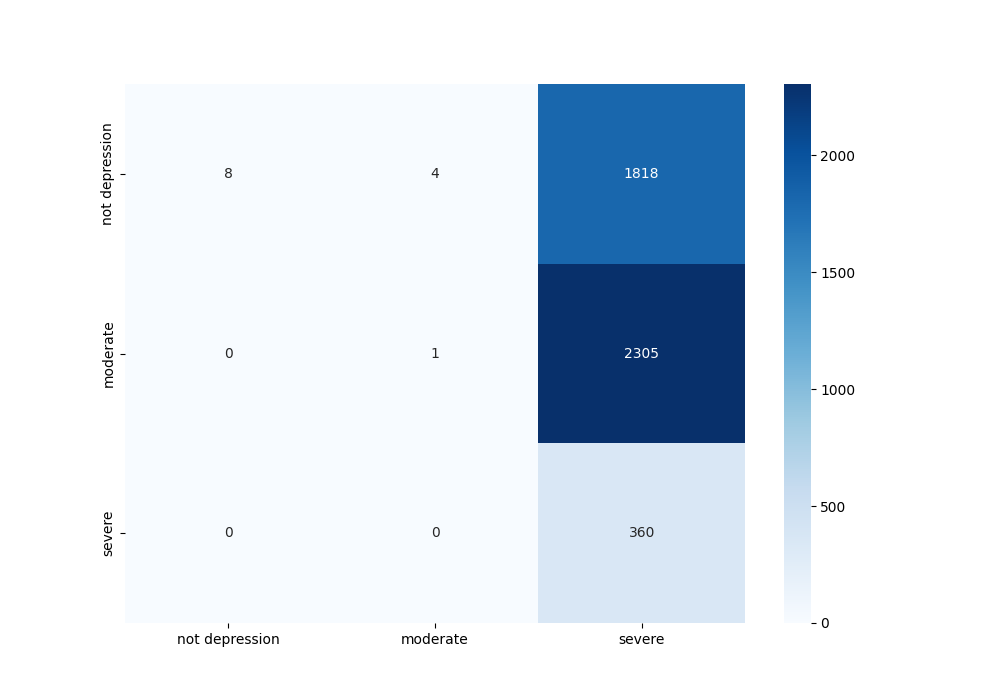 not depression
moderate
severe
8 4 1818
0 1 2305
0 0 360
not depression moderate severe
2000
1500
1000
500
0